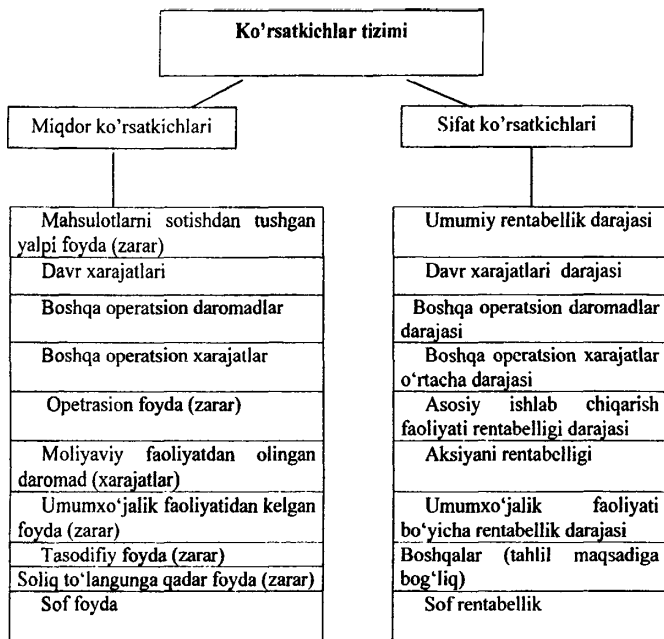 Ko’rsatkichlar tizimi
Miqdor ko’rsatkichlari
Sifat ko’rsatkichlari
Mahsulotlarni sotishdan tushgan
yalpi foyda (zarar)
Davr xarajatlari
Boshqa operatsion daromadlar
Boshqa operatsion xarajatlar
Opetrasion foyda (zarar)
Moliyaviy faoliyatdan olingan
daromad (xarajatlar)
Umumxo‘jalik faoliyatidan kelgan
foyda (zarar)
Tasodifiy foyda (zarar)
Soliq to‘langunga qadar foyda (zarar)
Sof foyda
Umumiy rentabellik darajasi
Davr xarajatlari darajasi
Boshqa operatsion daromadlar
darajasi
Boshqa operatsion xarajatlar
o‘rtacha darajasi
Asosiy ishlab chiqarish
faoliyati rentabelligi darajasi
Aksiyani rentabelligi
Umumxo‘jalik faoliyati
bo‘yicha rentabellik darajasi
Boshqalar (tahlil maqsadiga
bog‘liq)
Sof rentabellik